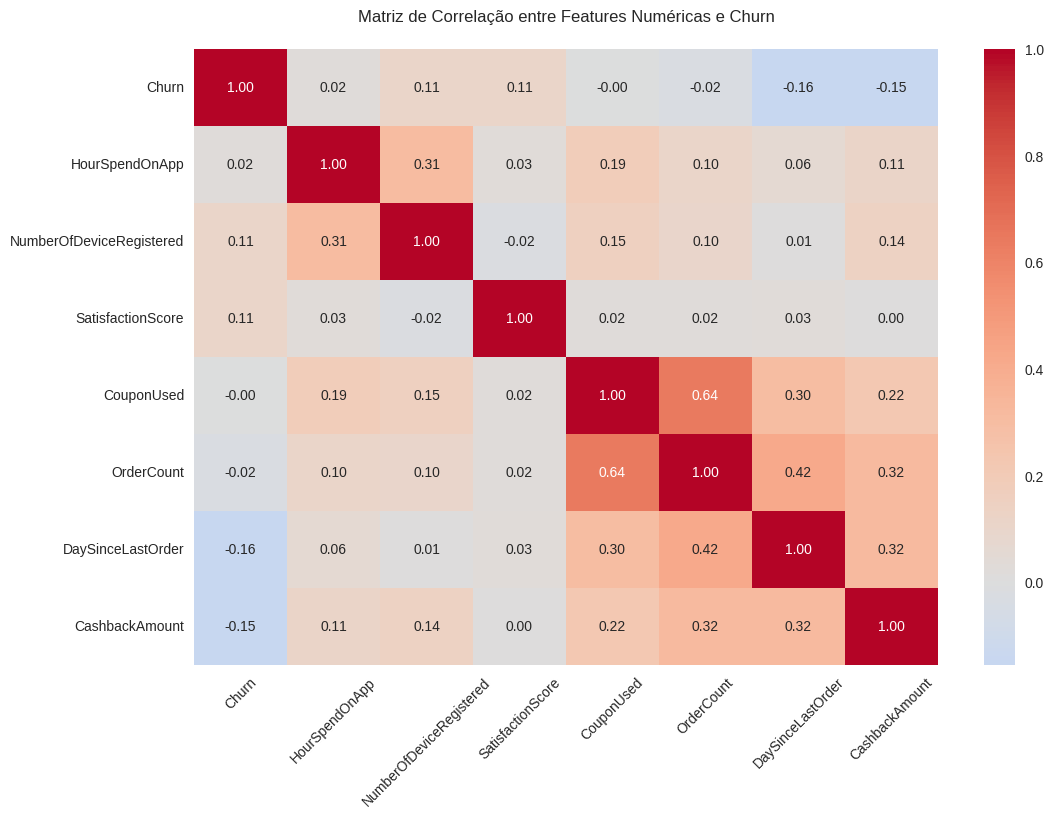 Matriz de Correlação entre Features Numéricas e Churn
Churn 1.00 0.02 0.11 0.11 -0.00 -0.02 -0.16 -0.15
HourSpendOnApp 0.02 1.00 0.31 0.03 0.19 0.10 0.06 0.11
NumberOfDeviceRegistered 0.11 0.31 1.00 -0.02 0.15 0.10 0.01 0.14
SatisfactionScore 0.11 0.03 -0.02 1.00 0.02 0.02 0.03 0.00
CouponUsed -0.00 0.19 0.15 0.02 1.00 0.64 0.30 0.22
OrderCount -0.02 0.10 0.10 0.02 0.64 1.00 0.42 0.32
DaySinceLastOrder -0.16 0.06 0.01 0.03 0.30 0.42 1.00 0.32
CashbackAmount -0.15 0.11 0.14 0.00 0.22 0.32 0.32 1.00
Churn
HourSpendOnApp
NumberOfDeviceRegistered
SatisfactionScore
CouponUsed
OrderCount
DaySinceLastOrder
CashbackAmount
1.0
0.8
0.6
0.4
0.2
0.0